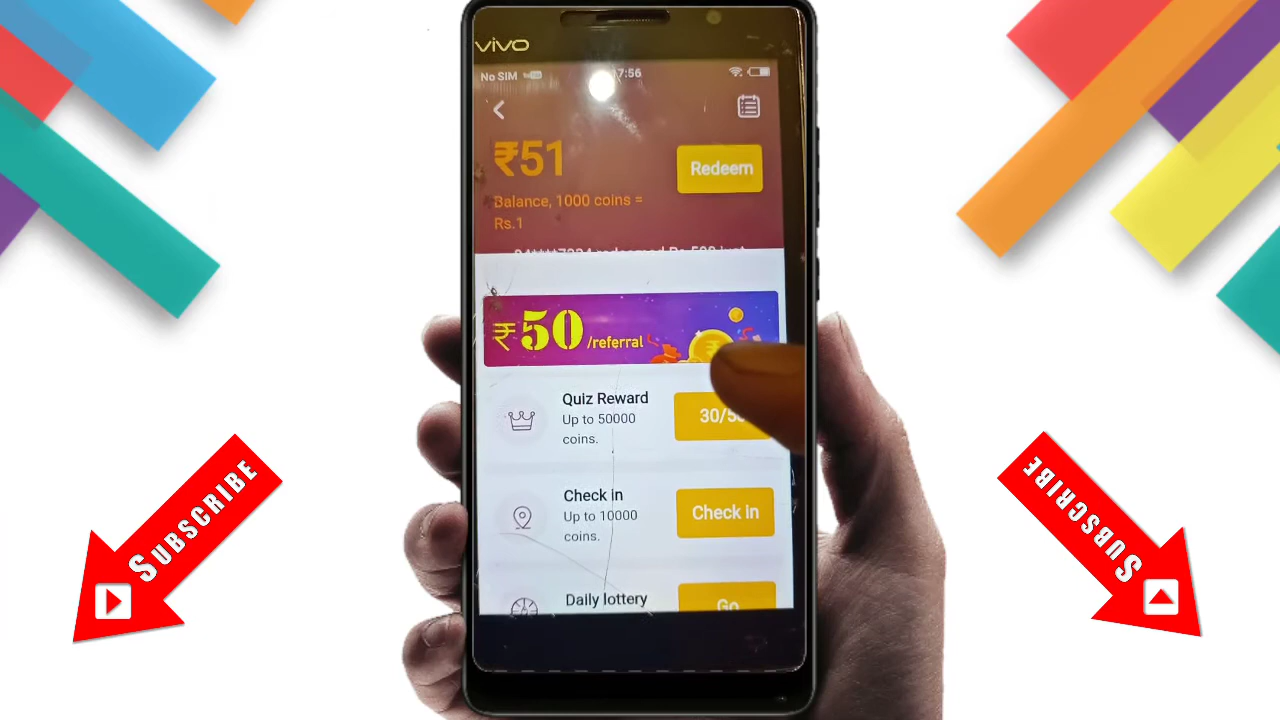 vivo
No SIM
7:56
₹51
Redeem
Balance, 1000 coins =
Rs.1
₹50 /referral
Quiz Reward
Up to 50000
coins.
30/
Check in
Up to 10000
coins.
Check in
Daily lottery
Go
SUBSCRIBE
SUBSCRIBE